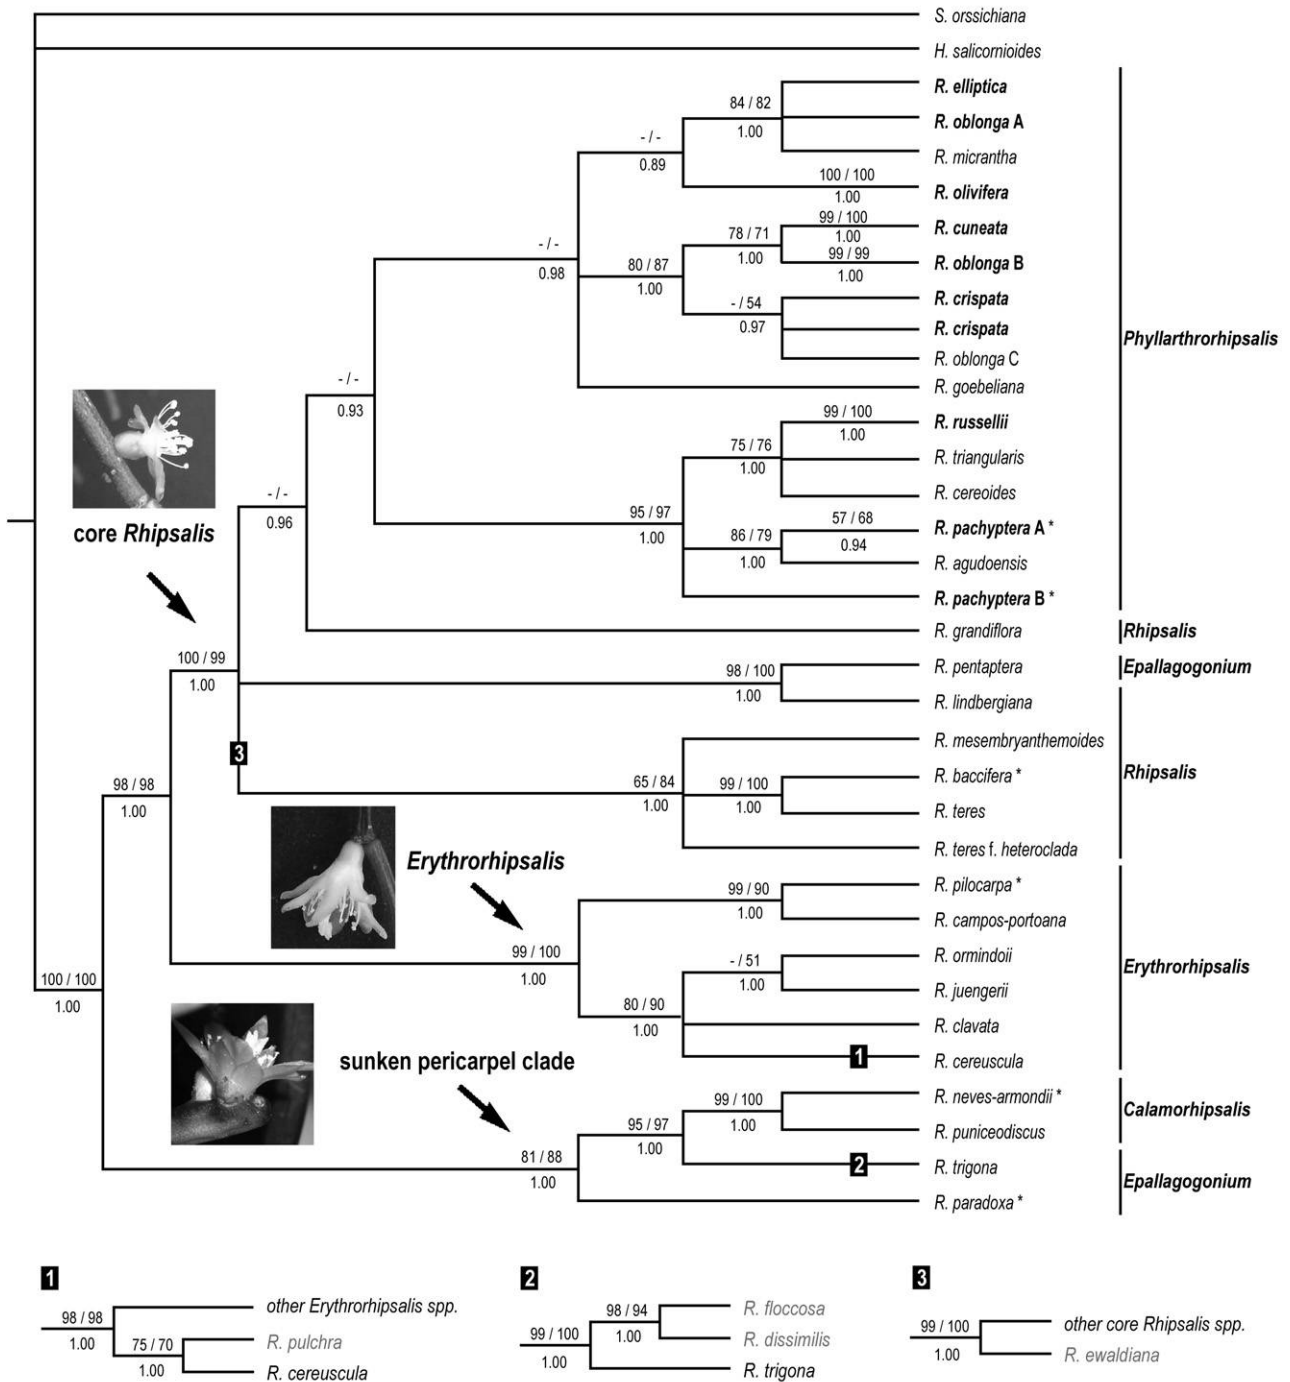 S. orssichiana
H. salicornioides
R. elliptica
84 / 82
1.00
R. oblonga A
- / -
0.89
R. micrantha
100 / 100
1.00
R. olivifera
99 / 100
1.00
R. cuneata
78 / 71
1.00
99 / 99
1.00
R. oblonga B
- / -
0.98
80 / 87
1.00
R. crispata
- / 54
0.97
R. crispata
R. oblonga C
Phyllarthrorhipsalis
R. goebeliana
- / -
0.93
99 / 100
1.00
R. russellii
75 / 76
1.00
R. triangularis
R. cereoides
- / -
0.96
95 / 97
1.00
57 / 68
0.94
R. pachyptera A *
86 / 79
1.00
R. agudoensis
R. pachyptera B *
core Rhipsalis
R. grandiflora
Rhipsalis
100 / 99
1.00
98 / 100
1.00
R. pentaptera
Epallagogonium
R. lindbergiana
R. mesembryanthemoides
3
65 / 84
1.00
99 / 100
1.00
R. baccifera *
Rhipsalis
98 / 98
1.00
R. teres
R. teres f. heteroclada
Erythrorhipsalis
99 / 90
1.00
R. pilocarpa *
R. campos-portoana
99 / 100
1.00
- / 51
1.00
R. ormindoii
Erythrorhipsalis
100 / 100
1.00
R. juengerii
80 / 90
1.00
R. clavata
1
R. cereuscula
sunken pericarpel clade
99 / 100
1.00
R. neves-armondii *
Calamorhipsalis
95 / 97
1.00
R. puniceodiscus
81 / 88
1.00
2
R. trigona
Epallagogonium
R. paradoxa *
1
98 / 98
1.00
other Erythrorhipsalis spp.
75 / 70
1.00
R. pulchra
R. cereuscula
2
99 / 100
1.00
98 / 94
1.00
R. floccosa
R. dissimilis
R. trigona
3
99 / 100
1.00
other core Rhipsalis spp.
R. ewaldiana